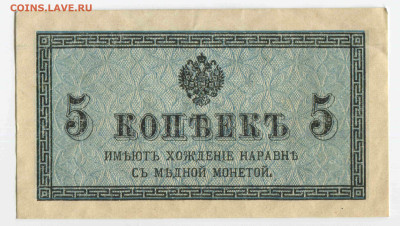 COINS.LAVE.RU
5 КОПѢЕКЪ 5
ИМѢЮТЪ ХОЖДЕНІЕ НАРАВНѢ
СЪ МѢДНОЙ МОНЕТОЙ.